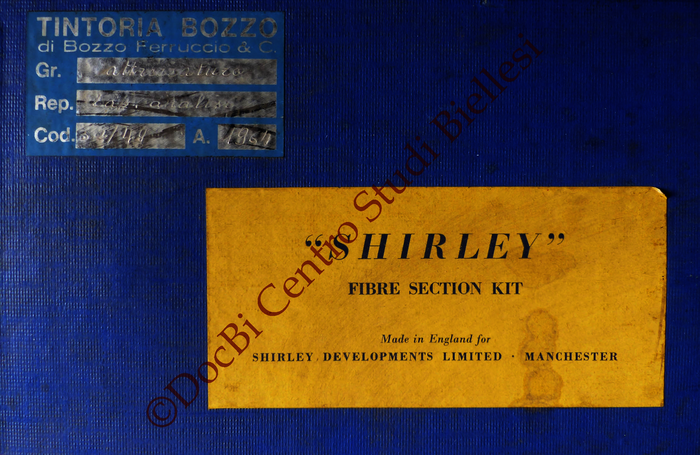 TINTORIA BOZZO
di Bozzo Ferruccio & C.
Gr.
Rep.
Cod.
A. 1954
"SHIRLEY"
FIBRE SECTION KIT
Made in England for
SHIRLEY DEVELOPMENTS LIMITED · MANCHESTER
©DocBi Centro Studi Biellesi